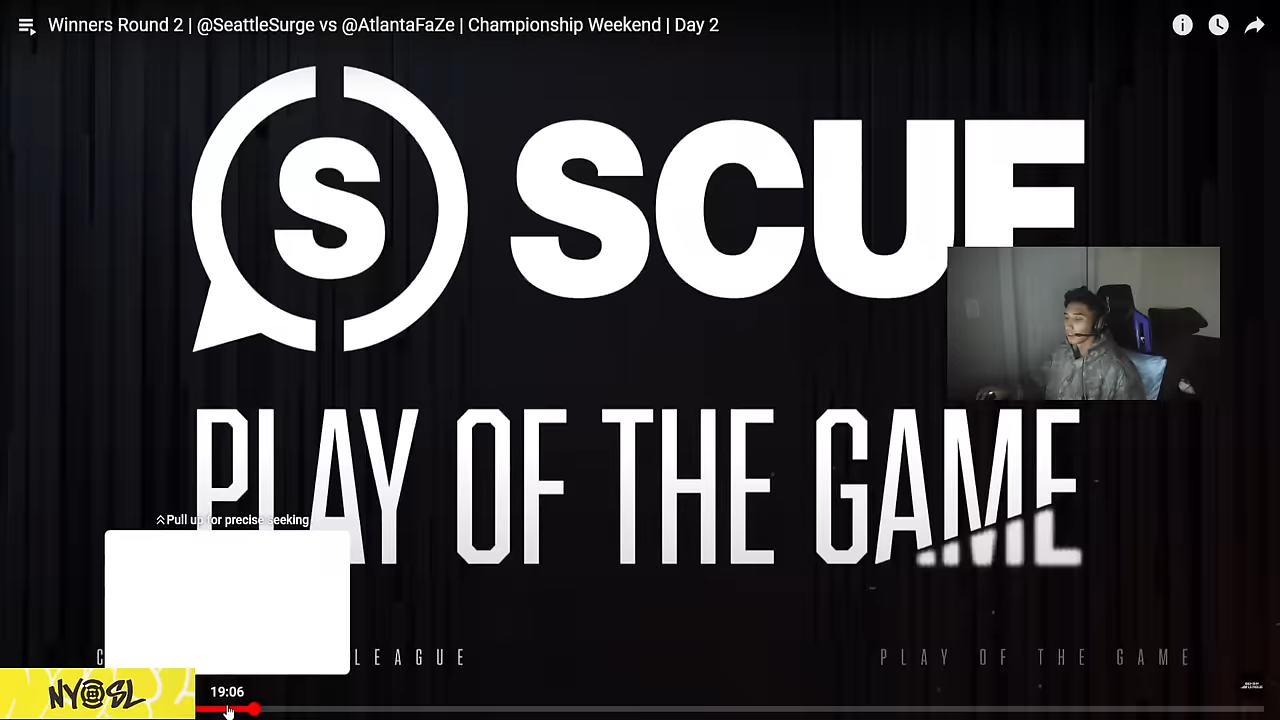 Winners Round 2 | @SeattleSurge vs @AtlantaFaZe | Championship Weekend | Day 2
S SCUF
PLAY OF THE GAME
Pull up for precise seeking
LEAGUE
PLAY OF THE GAME
NYSL
19:06